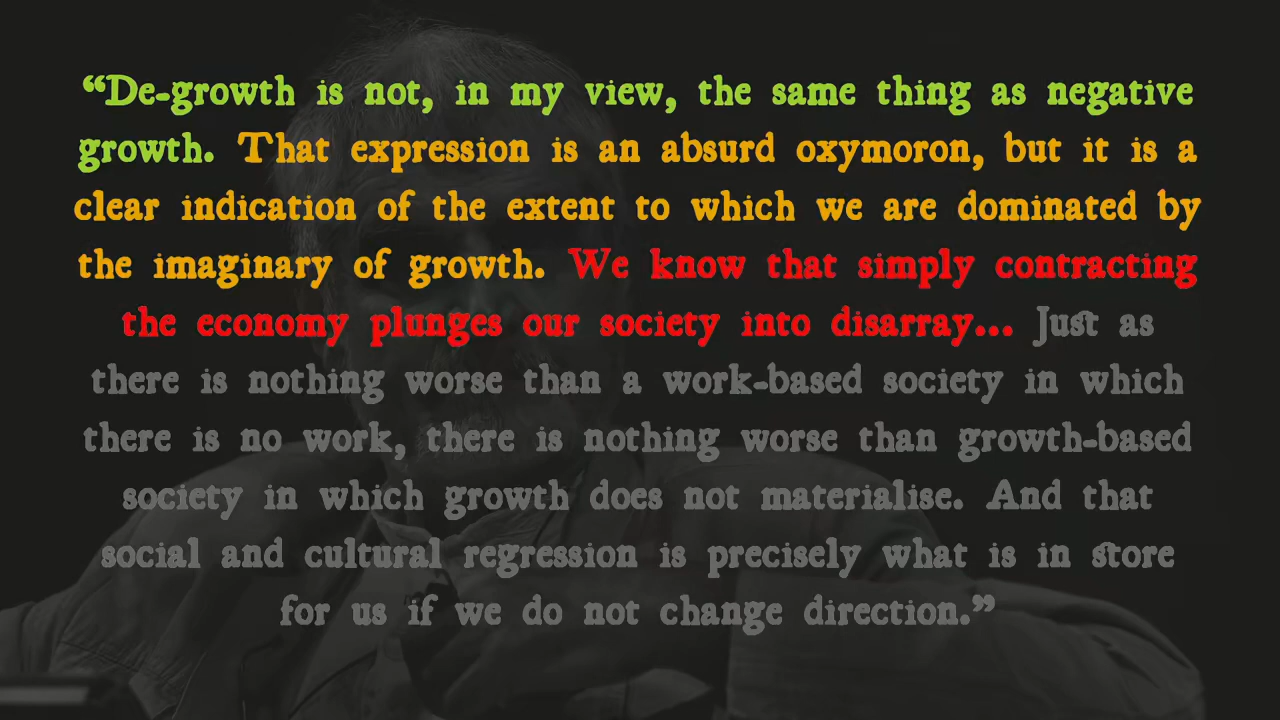 “De-growth is not, in my view, the same thing as negative
growth. That expression is an absurd oxymoron, but it is a
clear indication of the extent to which we are dominated by
the imaginary of growth. We know that simply contracting
the economy plunges our society into disarray... Just as
there is nothing worse than a work-based society in which
there is no work, there is nothing worse than growth-based
society in which growth does not materialise. And that
social and cultural regression is precisely what is in store
for us if we do not change direction.”